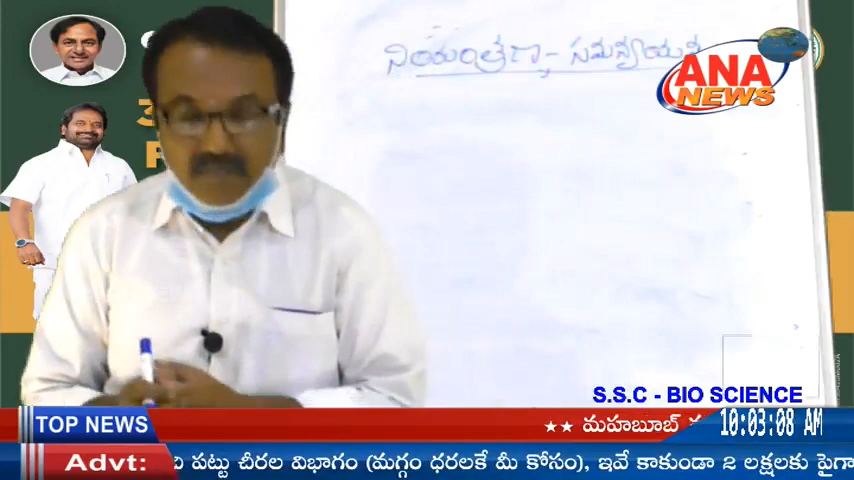 నియంత్రణ - సమన్వయం
ANA
NEWS
S.S.C - BIO SCIENCE
TOP NEWS
★★ మహబూబ్
10:03:08 AM
Advt:
ది పట్టు చీరల విభాగం (మగ్గం ధరలకే మీ కోసం), ఇవే కాకుండా 2 లక్షలకు పైగా